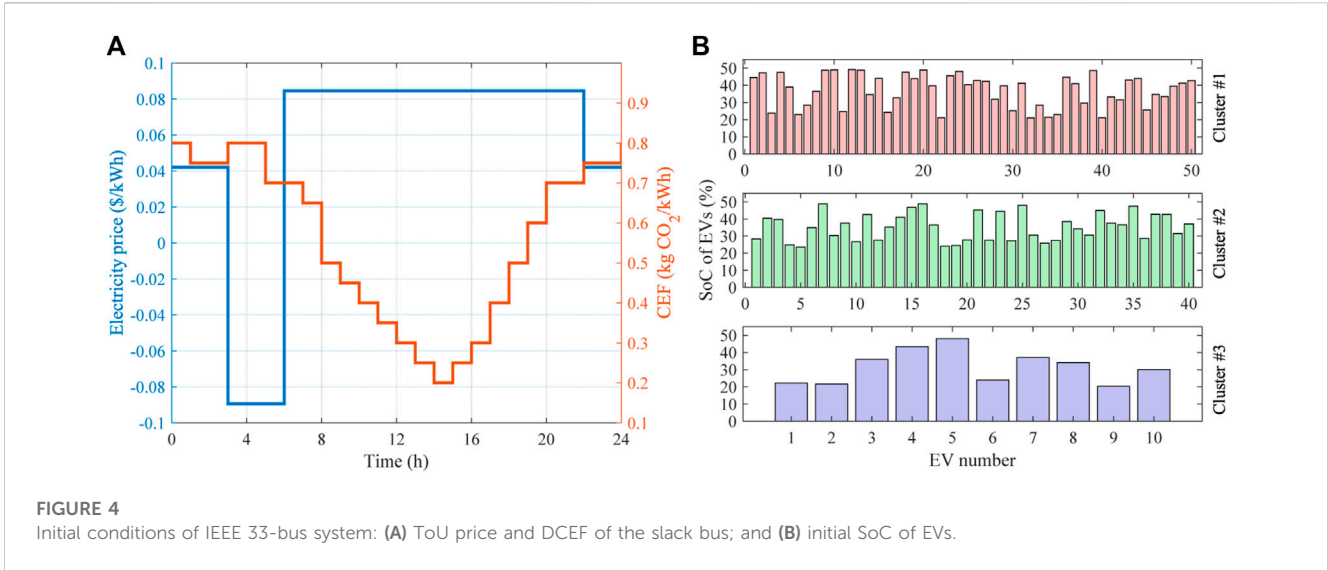 A
0.1
0.08
0.06
0.04
0.02
0
-0.02
-0.04
-0.06
-0.08
-0.1
Electricity price ($/kWh)
0.9
0.8
0.7
0.6
0.5
0.4
0.3
0.2
0.1
CEF (kg CO2/kWh)
0 4 8 12 16 20 24
Time (h)
B
50
40
30
20
10
0
0 10 20 30 40 50
Cluster #1
50
40
30
20
10
0
0 5 10 15 20 25 30 35 40
Cluster #2
SoC of EVs (%)
50
40
30
20
10
0
1 2 3 4 5 6 7 8 9 10
Cluster #3
EV number
FIGURE 4
Initial conditions of IEEE 33-bus system: (A) ToU price and DCEF of the slack bus; and (B) initial SoC of EVs.